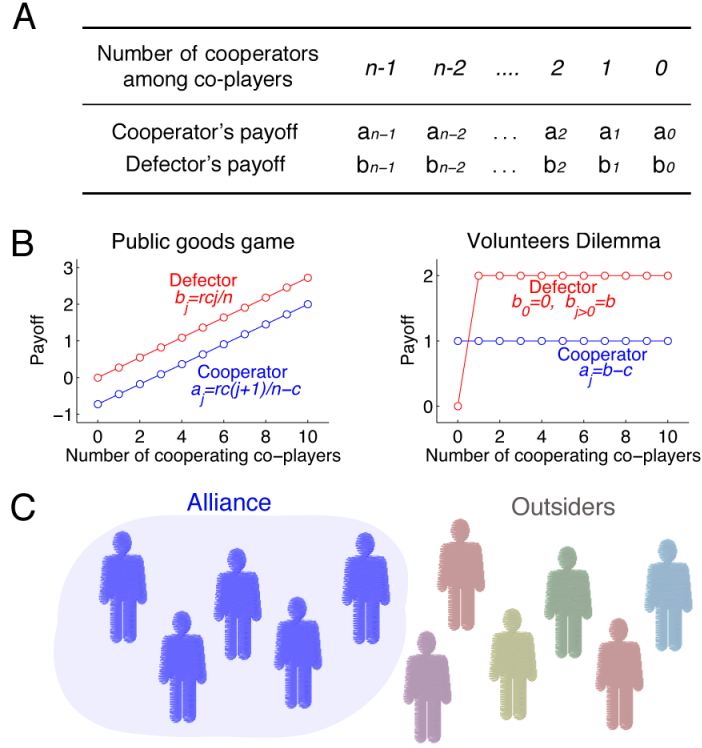 A
Number of cooperators among co-players n-1 n-2 .... 2 1 0
Cooperator's payoff aₙ₋₁ aₙ₋₂ ... a₂ a₁ a₀
Defector's payoff bₙ₋₁ bₙ₋₂ ... b₂ b₁ b₀
B
Public goods game
Payoff
3
2
1
0
−1
Defector
bⱼ=rcj/n
Cooperator
aⱼ=rc(j+1)/n−c
0 2 4 6 8 10
Number of cooperating co−players
Volunteers Dilemma
Payoff
2
1
0
Defector
b₀=0, bⱼ>₀=b
Cooperator
aⱼ=b−c
0 2 4 6 8 10
Number of cooperating co−players
C
Alliance
Outsiders